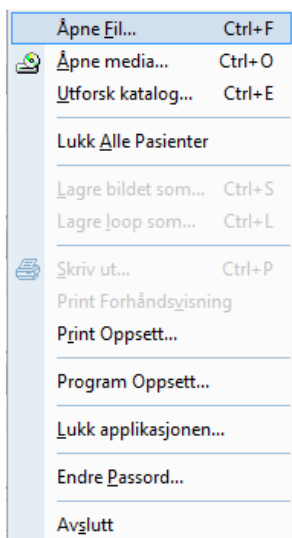 Åpne Fil... Ctrl+F
Åpne media... Ctrl+O
Utforsk katalog... Ctrl+E
Lukk Alle Pasienter
Lagre bildet som... Ctrl+S
Lagre loop som... Ctrl+L
Skriv ut... Ctrl+P
Print Forhåndsvisning
Print Oppsett...
Program Oppsett...
Lukk applikasjonen...
Endre Passord...
Avslutt